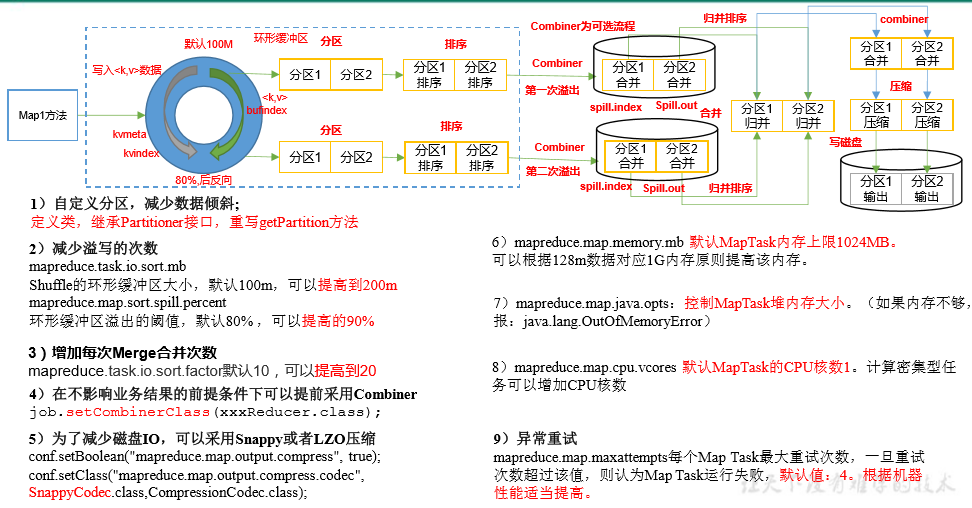 Map1方法
默认100M
写入<k,v>数据
<k,v>
bufindex
kvmeta
kvindex
80%,后反向
环形缓冲区
分区
分区1
分区2
排序
分区1
排序
分区2
排序
分区
分区1
分区2
排序
分区1
排序
分区2
排序
Combiner
第一次溢出
Combiner
第二次溢出
Combiner为可选流程
分区1
合并
分区2
合并
spill.index
Spill.out
分区1
合并
分区2
合并
spill.index
Spill.out
归并排序
合并
归并排序
分区1
归并
分区2
归并
combiner
分区1
合并
分区2
合并
压缩
分区1
压缩
分区2
压缩
写磁盘
分区1
输出
分区2
输出
1）自定义分区，减少数据倾斜;
定义类，继承Partitioner接口，重写getPartition方法
2）减少溢写的次数
mapreduce.task.io.sort.mb
Shuffle的环形缓冲区大小，默认100m，可以提高到200m
mapreduce.map.sort.spill.percent
环形缓冲区溢出的阈值，默认80%，可以提高的90%
3）增加每次Merge合并次数
mapreduce.task.io.sort.factor默认10，可以提高到20
4）在不影响业务结果的前提条件下可以提前采用Combiner
job.setCombinerClass(xxxReducer.class);
5）为了减少磁盘IO，可以采用Snappy或者LZO压缩
conf.setBoolean("mapreduce.map.output.compress", true);
conf.setClass("mapreduce.map.output.compress.codec",
SnappyCodec.class,CompressionCodec.class);
6）mapreduce.map.memory.mb 默认MapTask内存上限1024MB。
可以根据128m数据对应1G内存原则提高该内存。
7）mapreduce.map.java.opts：控制MapTask堆内存大小。（如果内存不够，
报：java.lang.OutOfMemoryError）
8）mapreduce.map.cpu.vcores 默认MapTask的CPU核数1。计算密集型任
务可以增加CPU核数
9）异常重试
mapreduce.map.maxattempts每个Map Task最大重试次数，一旦重试
次数超过该值，则认为Map Task运行失败，默认值：4。根据机器
性能适当提高。